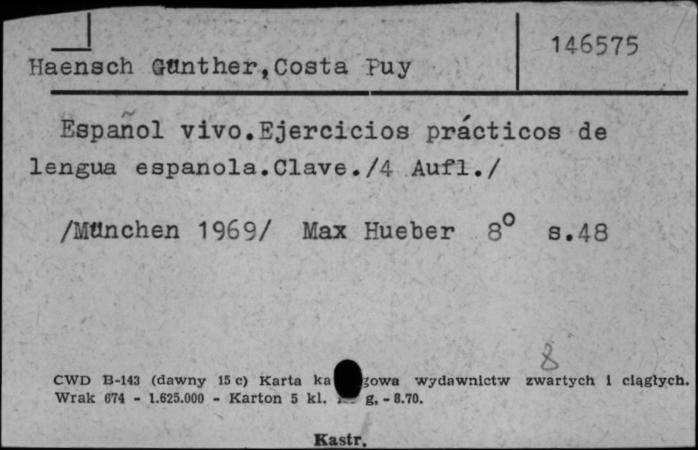 146575
Haensch Günther,Costa Puy
Español vivo.Ejercicios prácticos de
lengua espanola.Clave./4 Aufl./
/München 1969/ Max Hueber 8° s.48
8
CWD B-143 (dawny 15 c) Karta ka gowa wydawnictw zwartych i ciągłych.
Wrak 674 - 1.625.000 - Karton 5 kl. g. - 8.70.
Kastr.